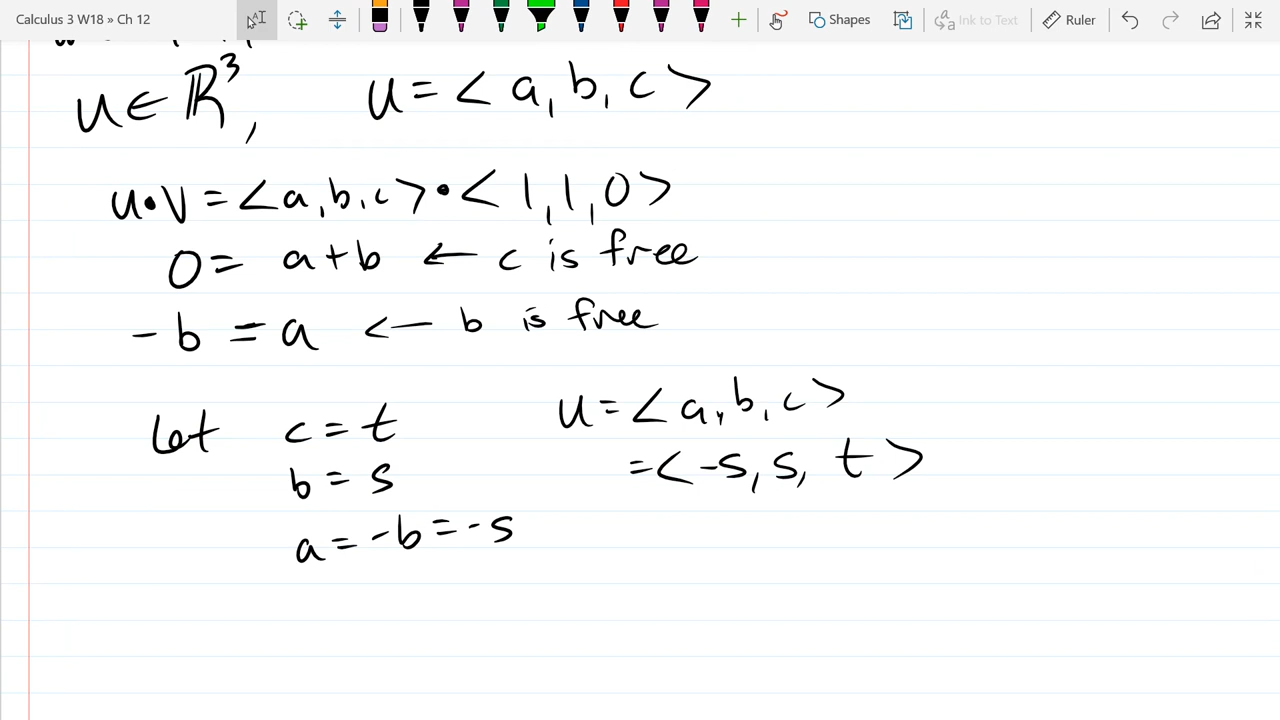 Calculus 3 W18 » Ch 12
Shapes
Ink to Text
Ruler
u ∈ ℝ³, u = < a, b, c >
u • v = < a, b, c > • < 1, 1, 0 >
0 = a + b ← c is free
- b = a ← b is free
Let c = t
b = s
a = -b = -s
u = < a, b, c >
= < -s, s, t >